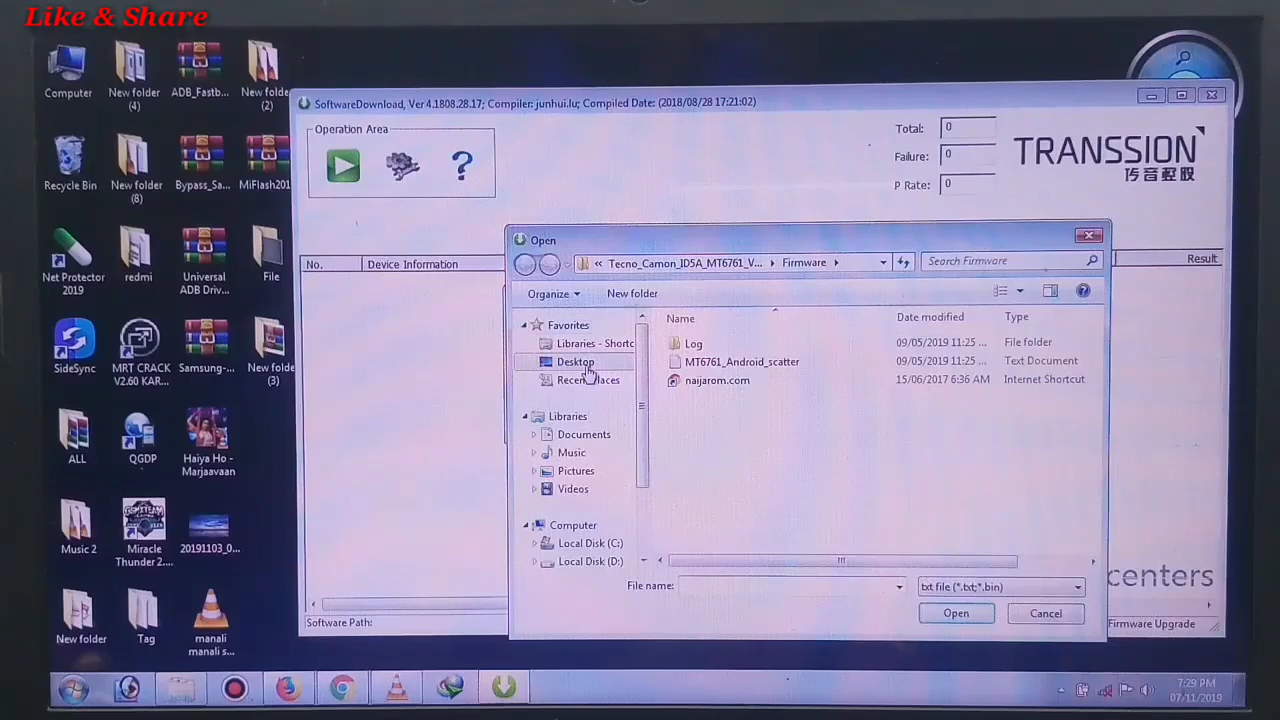 Like & Share
Computer
New folder
(4)
ADB_Fastb...
New folde
(2)
Recycle Bin
New folder
(8)
Bypass_Sa...
MiFlash201
Net Protector
2019
redmi
Universal
ADB Driv...
File
SideSync
MRT CRACK
V2.60 KAR...
Samsung-...
New folde
(3)
ALL
QGDP
Haiya Ho -
Marjaavaan
Music 2
Miracle
Thunder 2....
20191103_0...
New folder
Tag
manali
manali s...
SoftwareDownload, Ver 4.1808.28.17; Compiler: junhui.lu; Compiled Date: (2018/08/28 17:21:02)
Operation Area
Total: 0
Failure: 0
P Rate: 0
TRANSSION
传音控股
No.
Device Information
Result
Open
« Tecno_Camon_ID5A_MT6761_V... Firmware
Search Firmware
Organize
New folder
Favorites
Libraries - Shortc
Desktop
Recent Places
Libraries
Documents
Music
Pictures
Videos
Computer
Local Disk (C:)
Local Disk (D:)
Name
Date modified
Type
Log
09/05/2019 11:25 ...
File folder
MT6761_Android_scatter
09/05/2019 11:25 ...
Text Document
naijarom.com
15/06/2017 6:36 AM
Internet Shortcut
File name:
txt file (*.txt;*.bin)
Open
Cancel
centers
Software Path:
Firmware Upgrade
7:29 PM
07/11/2019